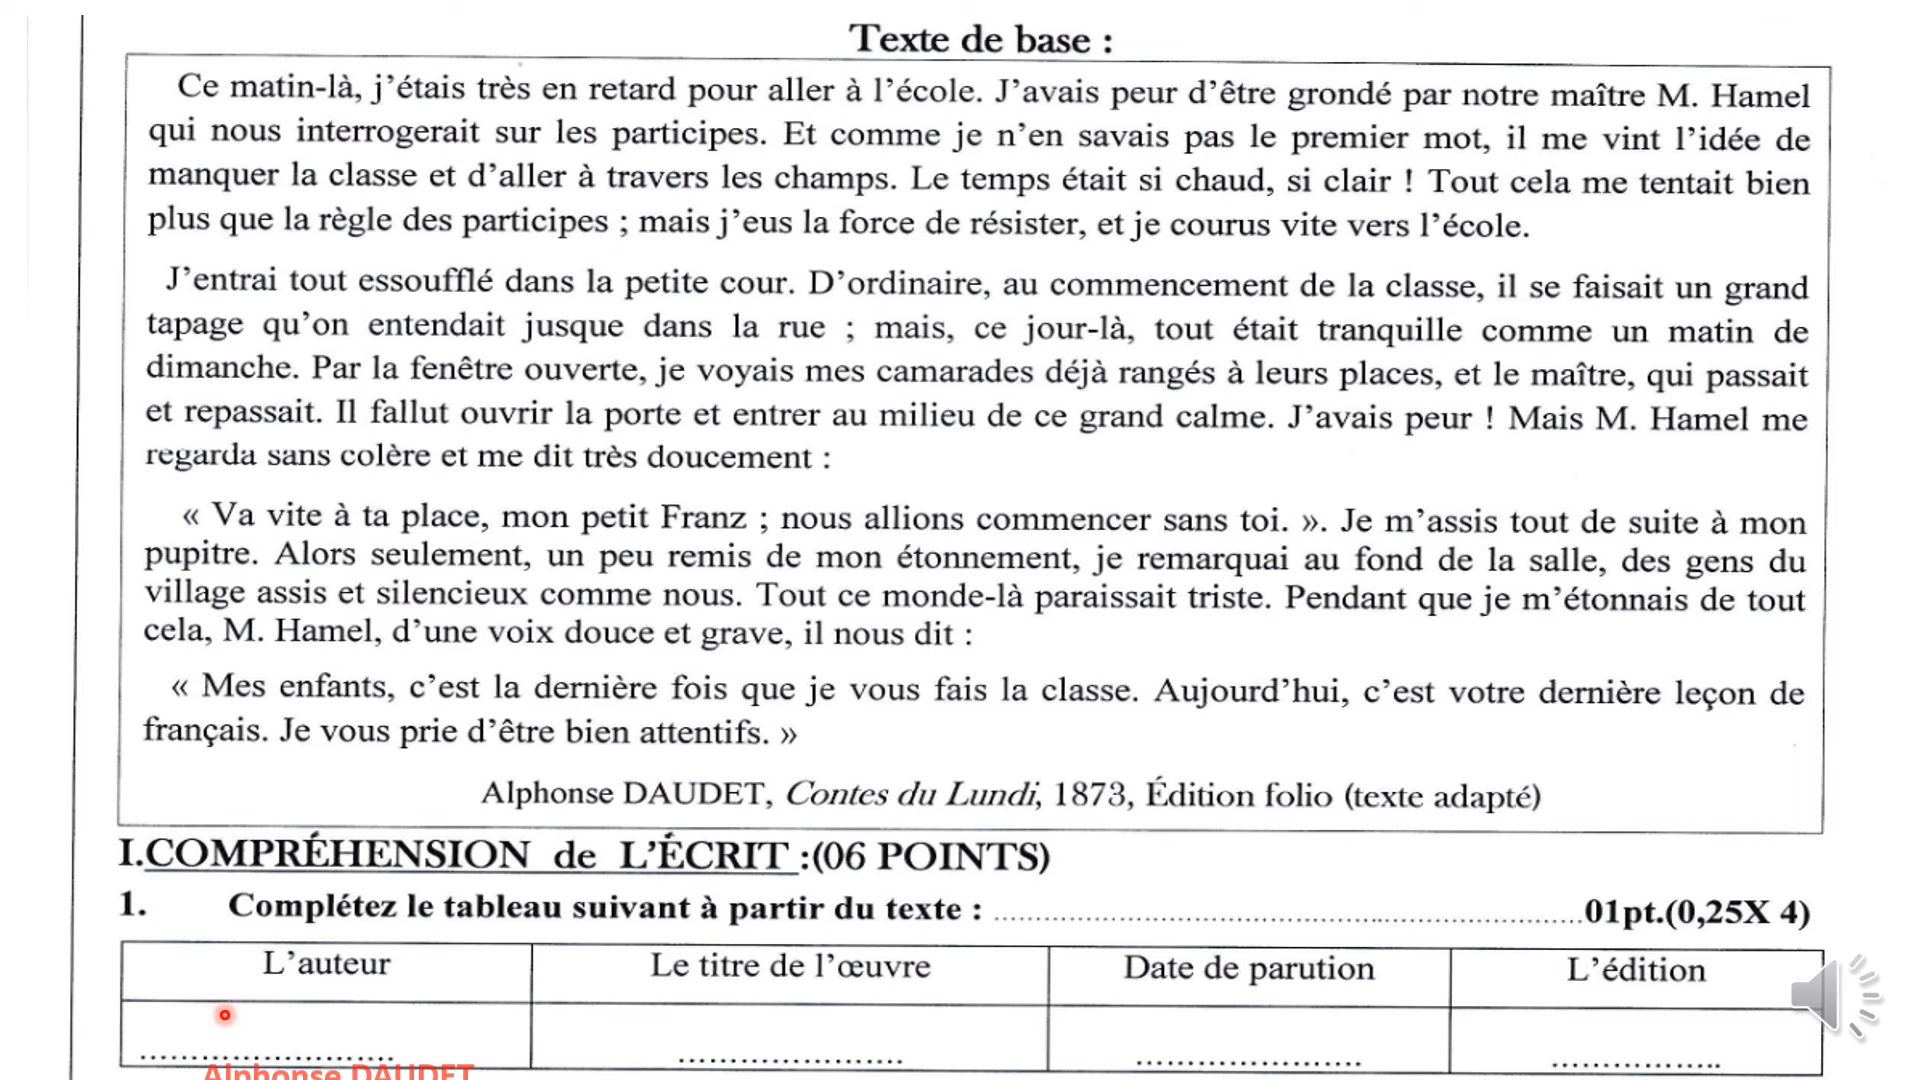 Texte de base :
Ce matin-là, j’étais très en retard pour aller à l’école. J’avais peur d’être grondé par notre maître M. Hamel
qui nous interrogerait sur les participes. Et comme je n’en savais pas le premier mot, il me vint l’idée de
manquer la classe et d’aller à travers les champs. Le temps était si chaud, si clair ! Tout cela me tentait bien
plus que la règle des participes ; mais j’eus la force de résister, et je courus vite vers l’école.
J’entrai tout essoufflé dans la petite cour. D’ordinaire, au commencement de la classe, il se faisait un grand
tapage qu’on entendait jusque dans la rue ; mais, ce jour-là, tout était tranquille comme un matin de
dimanche. Par la fenêtre ouverte, je voyais mes camarades déjà rangés à leurs places, et le maître, qui passait
et repassait. Il fallut ouvrir la porte et entrer au milieu de ce grand calme. J’avais peur ! Mais M. Hamel me
regarda sans colère et me dit très doucement :
« Va vite à ta place, mon petit Franz ; nous allions commencer sans toi. ». Je m’assis tout de suite à mon
pupitre. Alors seulement, un peu remis de mon étonnement, je remarquai au fond de la salle, des gens du
village assis et silencieux comme nous. Tout ce monde-là paraissait triste. Pendant que je m’étonnais de tout
cela, M. Hamel, d’une voix douce et grave, il nous dit :
« Mes enfants, c’est la dernière fois que je vous fais la classe. Aujourd’hui, c’est votre dernière leçon de
français. Je vous prie d’être bien attentifs. »
Alphonse DAUDET, Contes du Lundi, 1873, Édition folio (texte adapté)
I.COMPRÉHENSION de L’ÉCRIT :(06 POINTS)
1. Complétez le tableau suivant à partir du texte : ........................................................................01pt.(0,25X 4)
L’auteur Le titre de l’œuvre Date de parution L’édition
......................... ...................... ...................... .................
Alphonse DAUDET